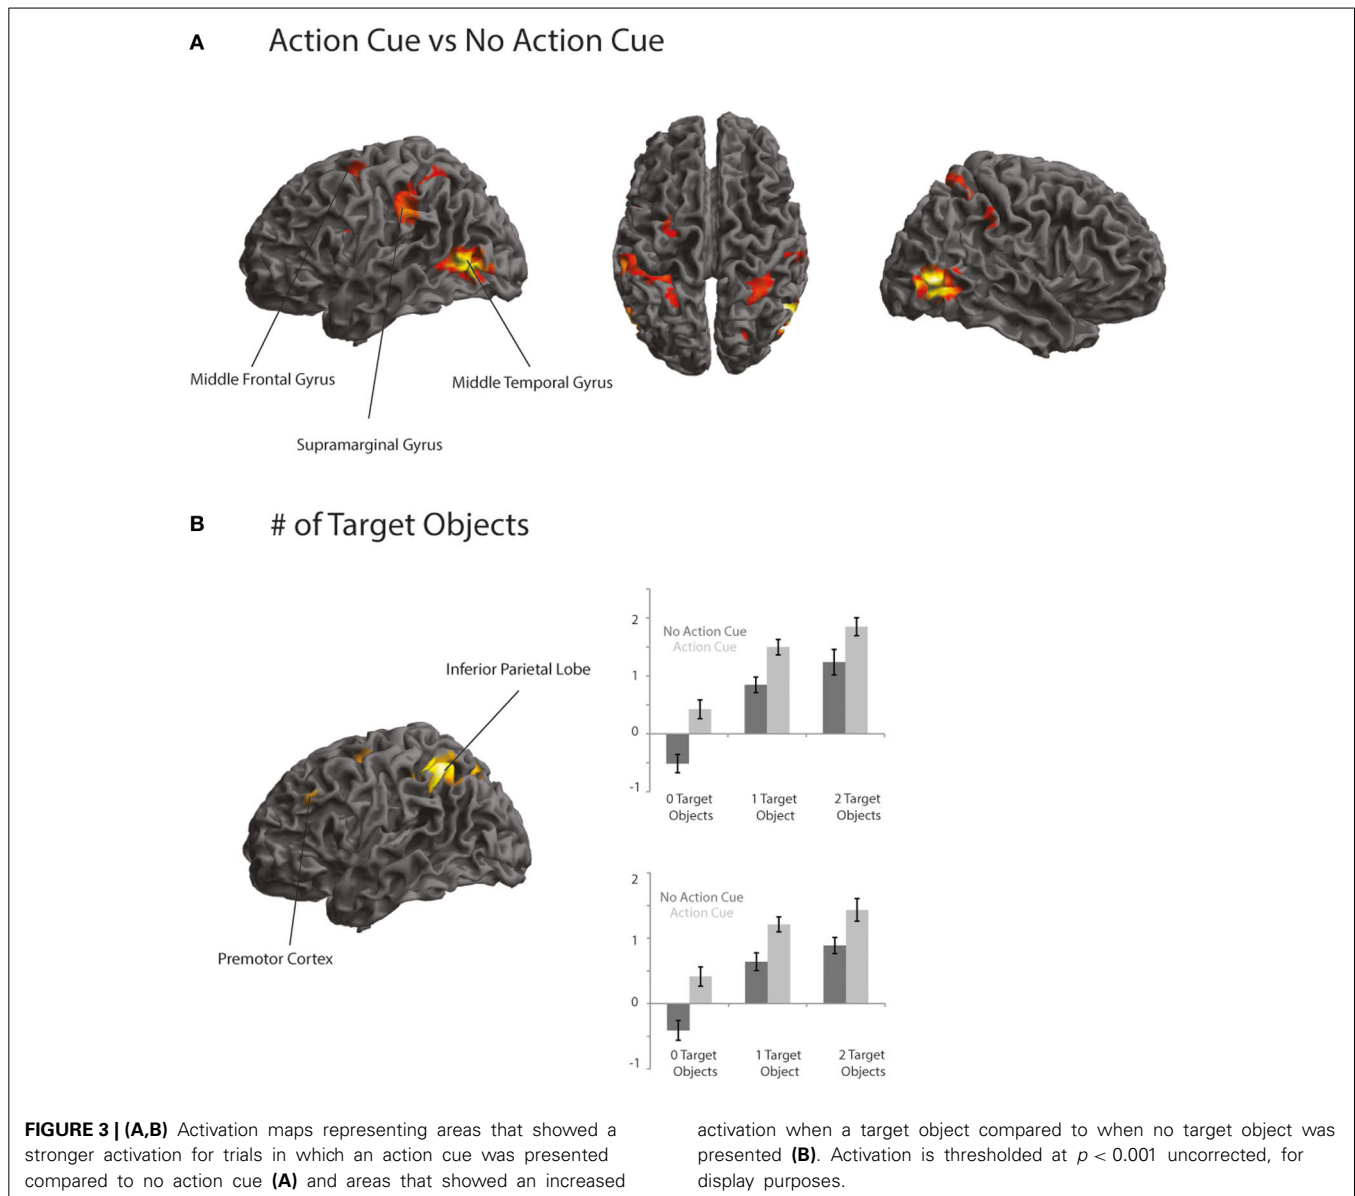 A Action Cue vs No Action Cue
Middle Frontal Gyrus
Middle Temporal Gyrus
Supramarginal Gyrus
B # of Target Objects
Inferior Parietal Lobe
Premotor Cortex
2
1
0
-1
No Action Cue
Action Cue
0 Target
Objects
1 Target
Object
2 Target
Objects
2
1
0
-1
No Action Cue
Action Cue
0 Target
Objects
1 Target
Object
2 Target
Objects
FIGURE 3 | (A,B) Activation maps representing areas that showed a
stronger activation for trials in which an action cue was presented
compared to no action cue (A) and areas that showed an increased
activation when a target object compared to when no target object was
presented (B). Activation is thresholded at p < 0.001 uncorrected, for
display purposes.